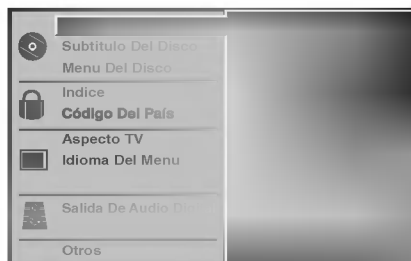 Subtitulo Del Disco
Menu Del Disco
Indice
Código Del País
Aspecto TV
Idioma Del Menu
Salida De Audio
Otros